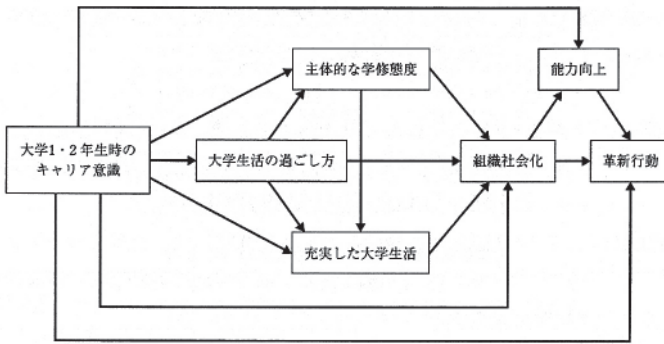 主体的な学修態度
能力向上
大学1・2年生時の
キャリア意識
大学生活の過ごし方
組織社会化
革新行動
充実した大学生活